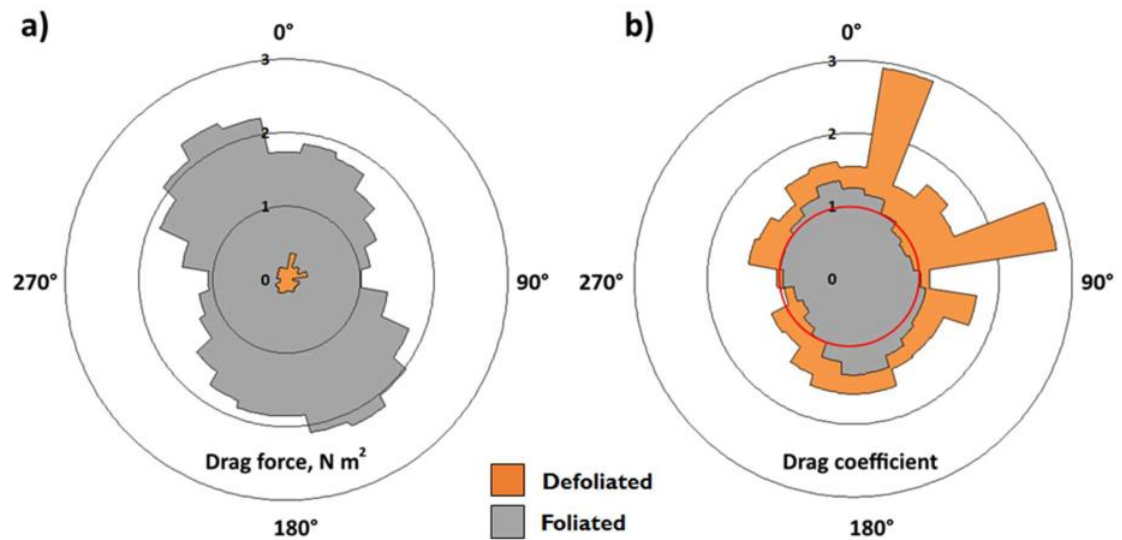 a)
0°
3
2
1
0
270°
90°
Drag force, N m²
180°
b)
0°
3
2
1
0
270°
90°
Drag coefficient
180°
Defoliated
Foliated